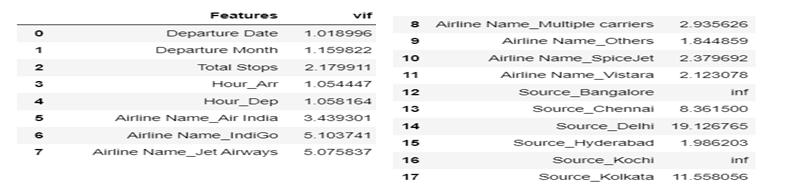 Features vif
0 Departure Date 1.018996
1 Departure Month 1.159822
2 Total Stops 2.179911
3 Hour_Arr 1.054447
4 Hour_Dep 1.058164
5 Airline Name_Air India 3.439301
6 Airline Name_IndiGo 5.103741
7 Airline Name_Jet Airways 5.075837
8 Airline Name_Multiple carriers 2.935626
9 Airline Name_Others 1.844859
10 Airline Name_SpiceJet 2.379692
11 Airline Name_Vistara 2.123078
12 Source_Bangalore inf
13 Source_Chennai 8.361500
14 Source_Delhi 19.126765
15 Source_Hyderabad 1.986203
16 Source_Kochi inf
17 Source_Kolkata 11.558056